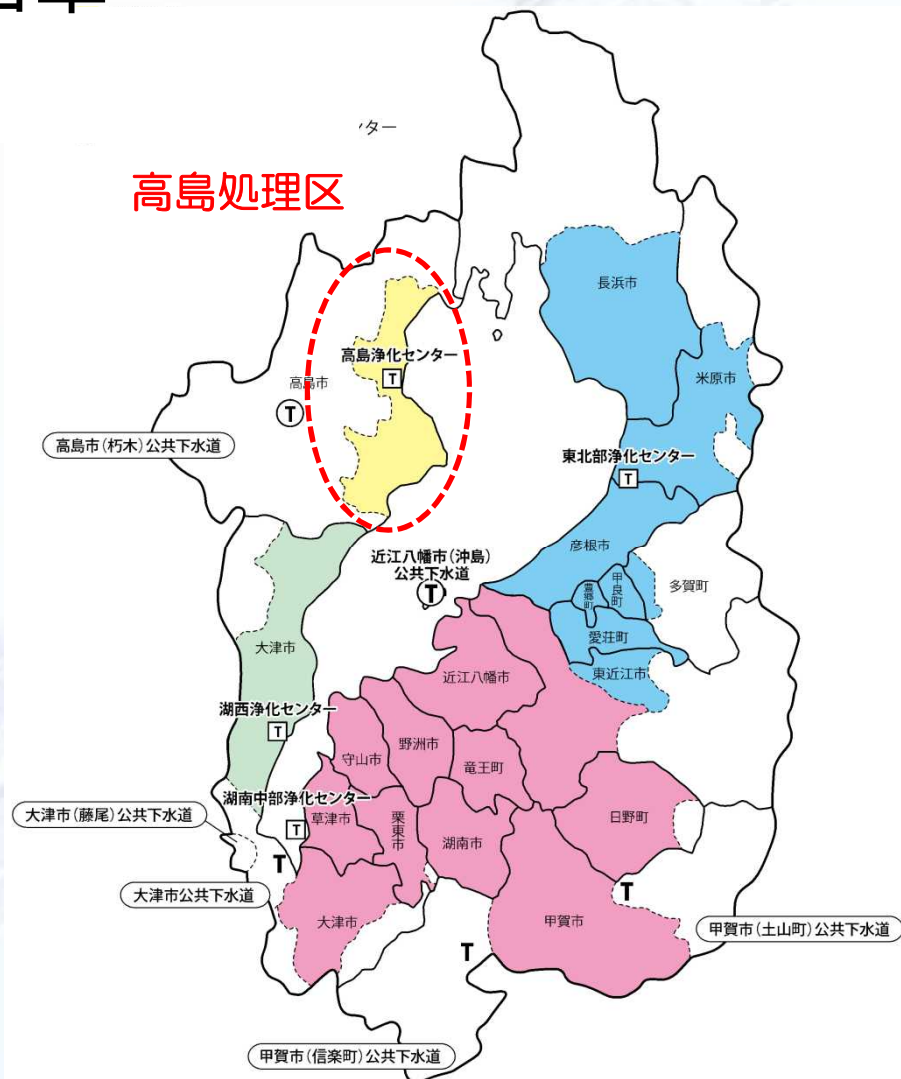 ター
高島処理区
長浜市
高島浄化センター
T
高島市
T
米原市
高島市(朽木)公共下水道
東北部浄化センター
T
彦根市
近江八幡市(沖島)
公共下水道
T
豊郷町
甲良町
多賀町
愛荘町
大津市
東近江市
近江八幡市
湖西浄化センター
T
守山市
野洲市
竜王町
湖南中部浄化センター
T
草津市
栗東市
湖南市
日野町
大津市(藤尾)公共下水道
T
大津市公共下水道
大津市
甲賀市
T
甲賀市(土山町)公共下水道
T
甲賀市(信楽町)公共下水道